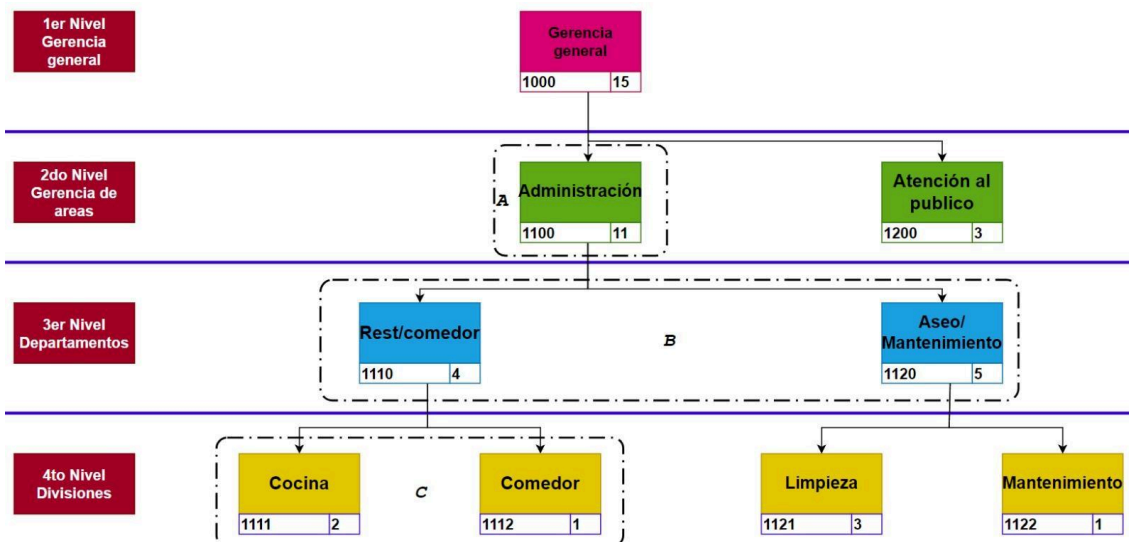 1er Nivel
Gerencia
general
Gerencia
general
1000 15
2do Nivel
Gerencia de
areas
A
Administración
1100 11
Atención al
publico
1200 3
3er Nivel
Departamentos
Rest/comedor
1110 4
B
Aseo/
Mantenimiento
1120 5
4to Nivel
Divisiones
Cocina
1111 2
C
Comedor
1112 1
Limpieza
1121 3
Mantenimiento
1122 1